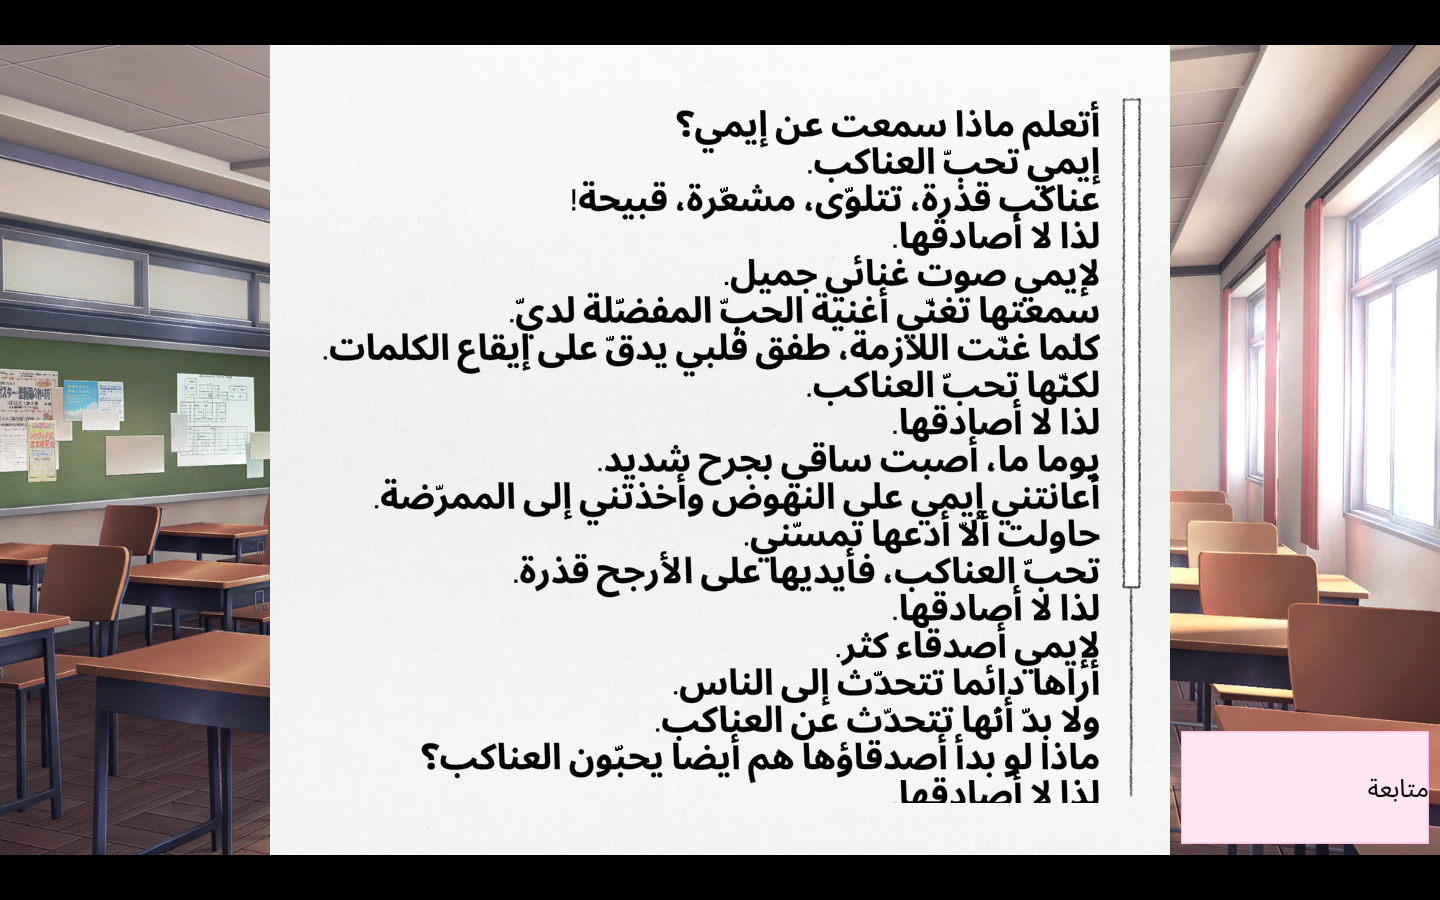 أتعلم ماذا سمعت عن إيمي؟
إيمي تحبّ العناكب.
عناكب قذرة، تتلوّى، مشعّرة، قبيحة!
لذا لا أصادقها.
لإيمي صوت غنائي جميل.
سمعتها تغنّي أغنية الحبّ المفضّلة لديّ.
كلّما غنّت اللازمة، طفق قلبي يدقّ على إيقاع الكلمات.
لكنّها تحبّ العناكب.
لذا لا أصادقها.
يوما ما، أصبت ساقي بجرح شديد.
أعانتني إيمي على النهوض وأخذتني إلى الممرّضة.
حاولت ألّا أدعها تمسّني.
تحبّ العناكب، فأيديها على الأرجح قذرة.
لذا لا أصادقها.
لإيمي أصدقاء كثر.
أراها دائما تتحدّث إلى الناس.
ولا بدّ أنّها تتحدّث عن العناكب.
ماذا لو بدأ أصدقاؤها هم أيضا يحبّون العناكب؟
لذا لا أصادقها.
متابعة